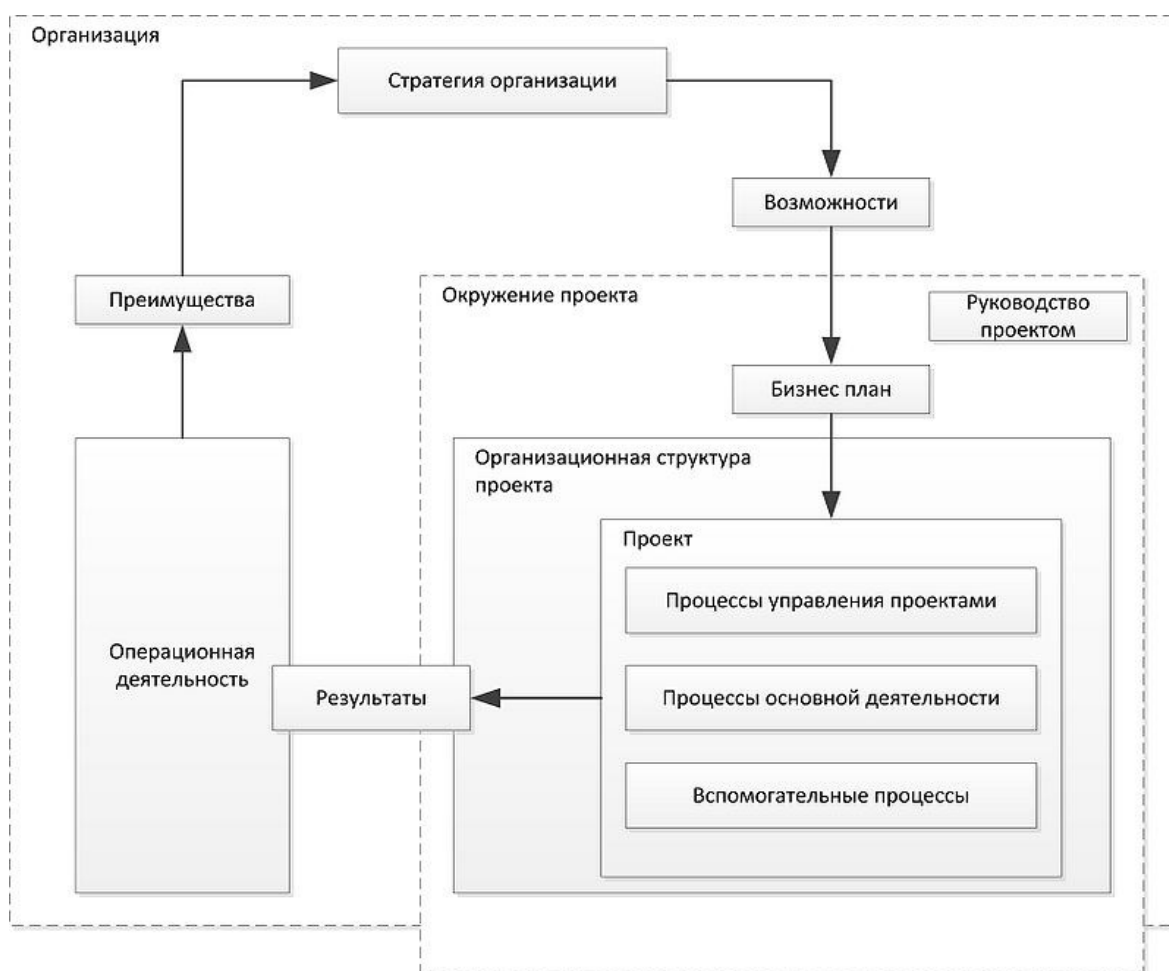 Организация
Стратегия организации
Возможности
Преимущества
Окружение проекта
Руководство
проектом
Бизнес план
Организационная структура
проекта
Проект
Процессы управления проектами
Операционная
деятельность
Результаты
Процессы основной деятельности
Вспомогательные процессы